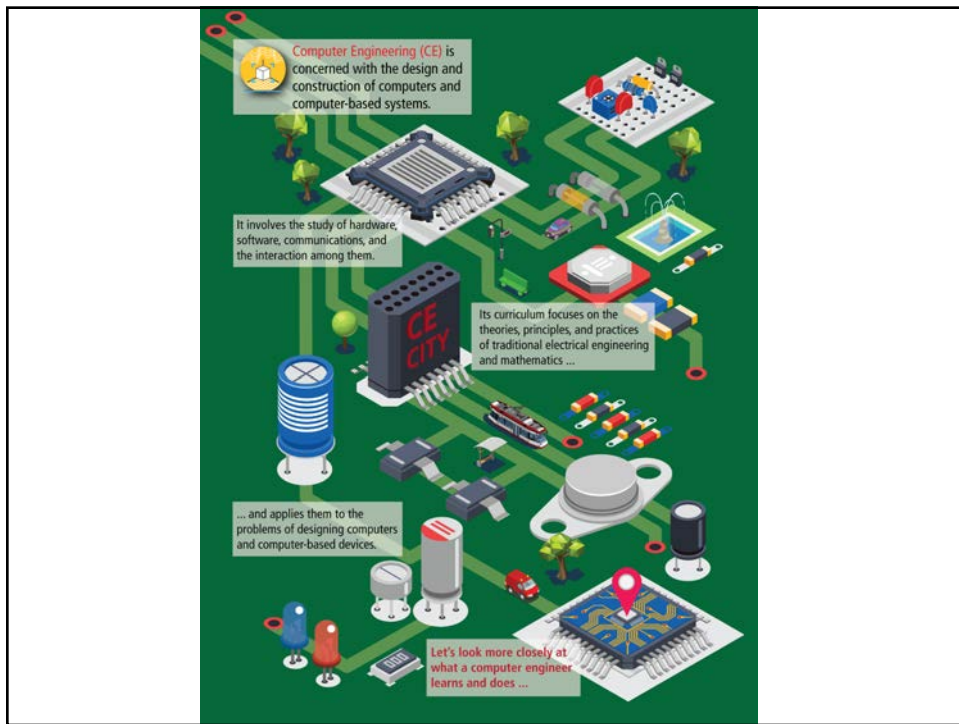 Computer Engineering (CE) is
concerned with the design and
construction of computers and
computer-based systems.
It involves the study of hardware,
software, communications, and
the interaction among them.
CE
CITY
Its curriculum focuses on the
theories, principles, and practices
of traditional electrical engineering
and mathematics ...
... and applies them to the
problems of designing computers
and computer-based devices.
000
Let's look more closely at
what a computer engineer
learns and does ...